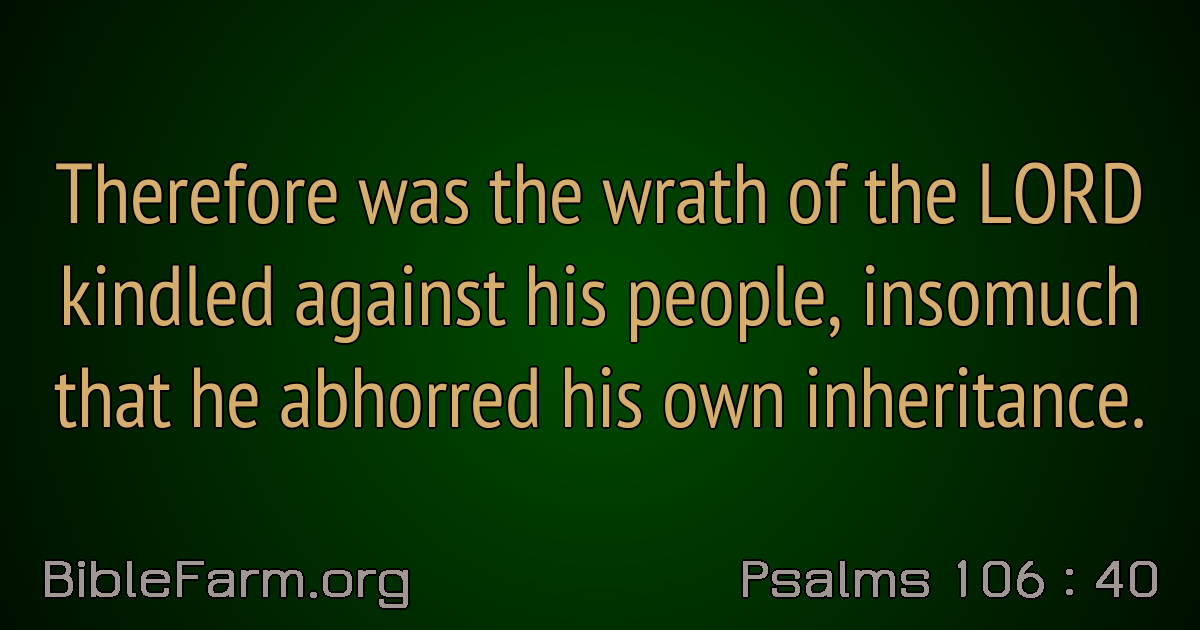 Therefore was the wrath of the LORD
kindled against his people, insomuch
that he abhorred his own inheritance.
BibleFarm.org
Psalms 106 : 40